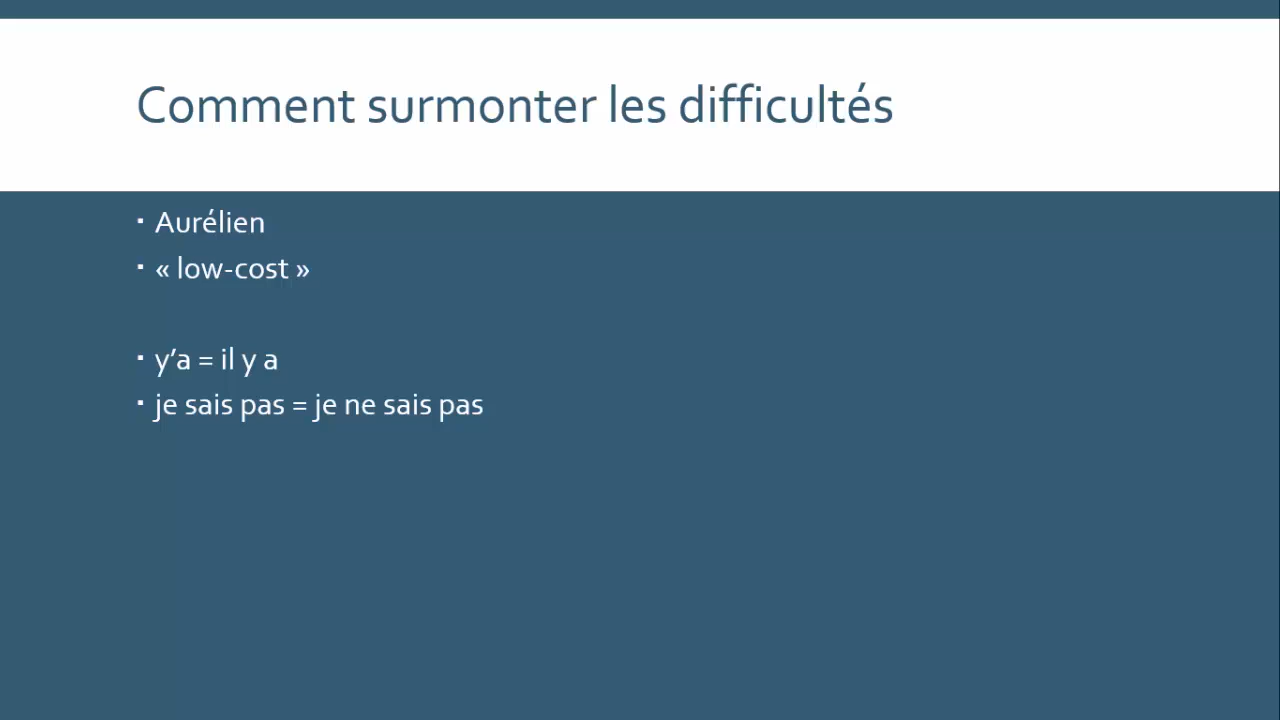 Comment surmonter les difficultés
▪ Aurélien
▪ « low-cost »
▪ y’a = il y a
▪ je sais pas = je ne sais pas